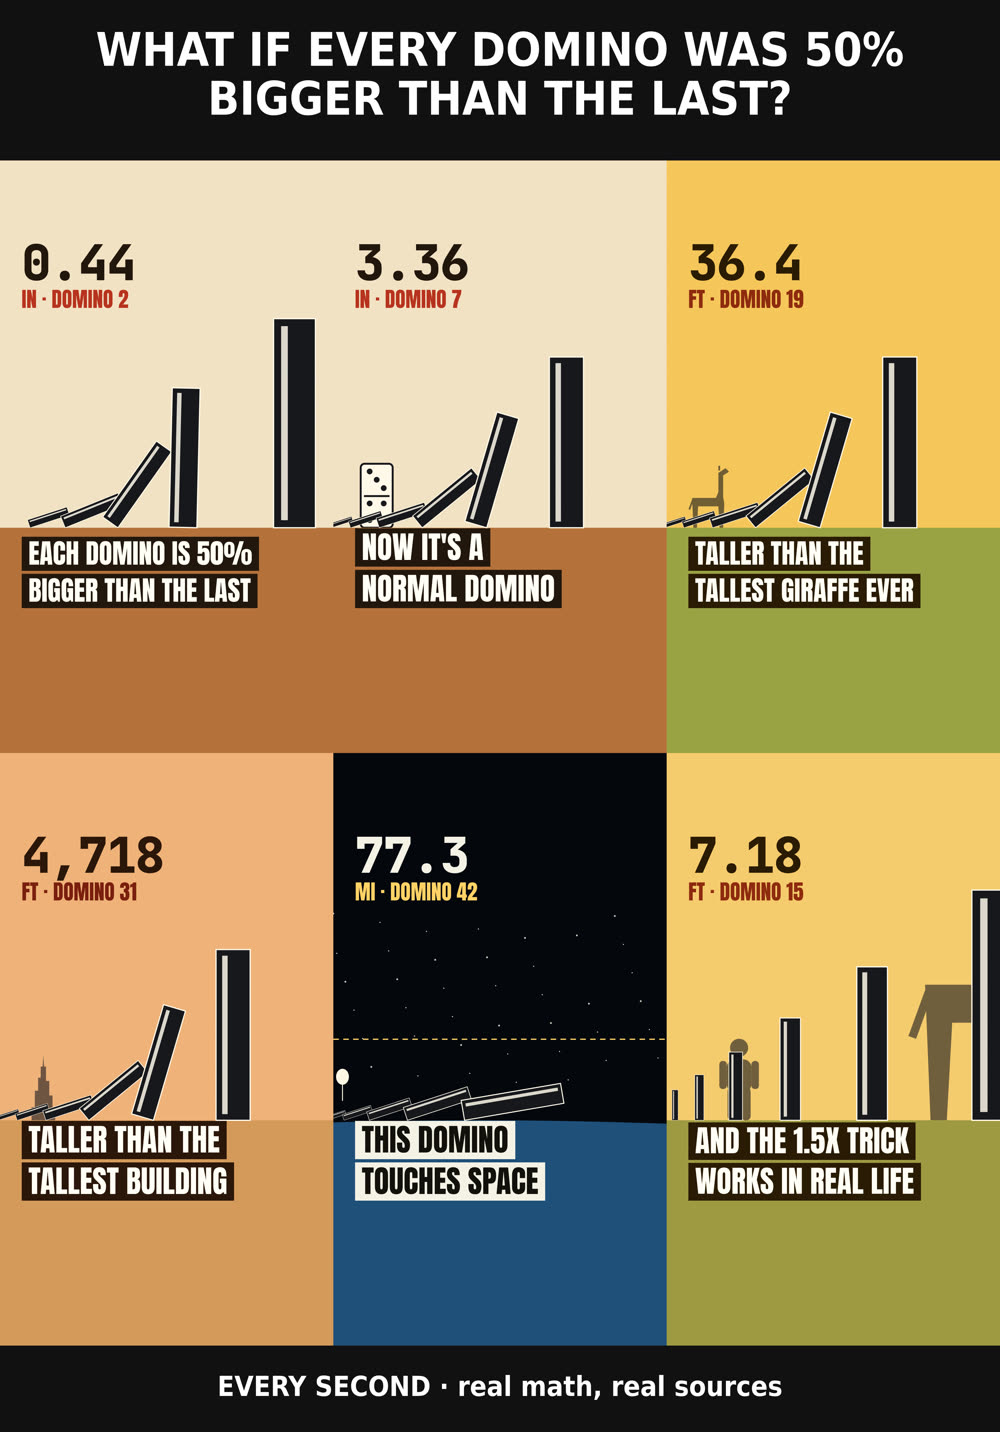 WHAT IF EVERY DOMINO WAS 50%
BIGGER THAN THE LAST?
0.44
IN · DOMINO 2
EACH DOMINO IS 50%
BIGGER THAN THE LAST
3.36
IN · DOMINO 7
NOW IT'S A
NORMAL DOMINO
36.4
FT · DOMINO 19
TALLER THAN THE
TALLEST GIRAFFE EVER
4,718
FT · DOMINO 31
TALLER THAN THE
TALLEST BUILDING
77.3
MI · DOMINO 42
THIS DOMINO
TOUCHES SPACE
7.18
FT · DOMINO 15
AND THE 1.5X TRICK
WORKS IN REAL LIFE
EVERY SECOND · real math, real sources